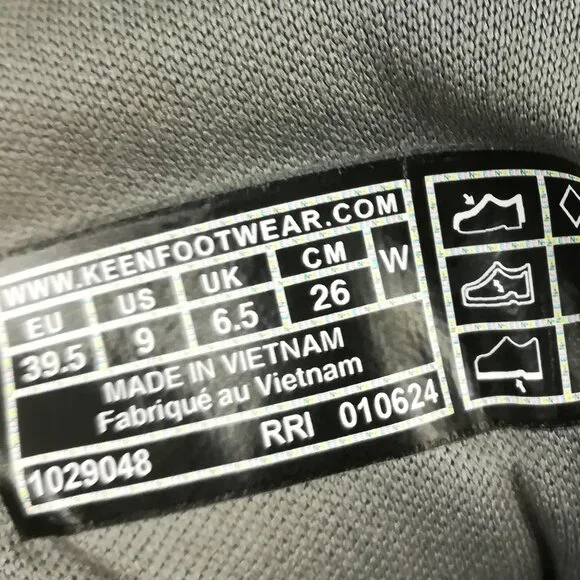 WWW.KEENFOOTWEAR.COM
EU US UK CM W
39.5 9 6.5 26
MADE IN VIETNAM
Fabriqué au Vietnam
RRI 010624
1029048